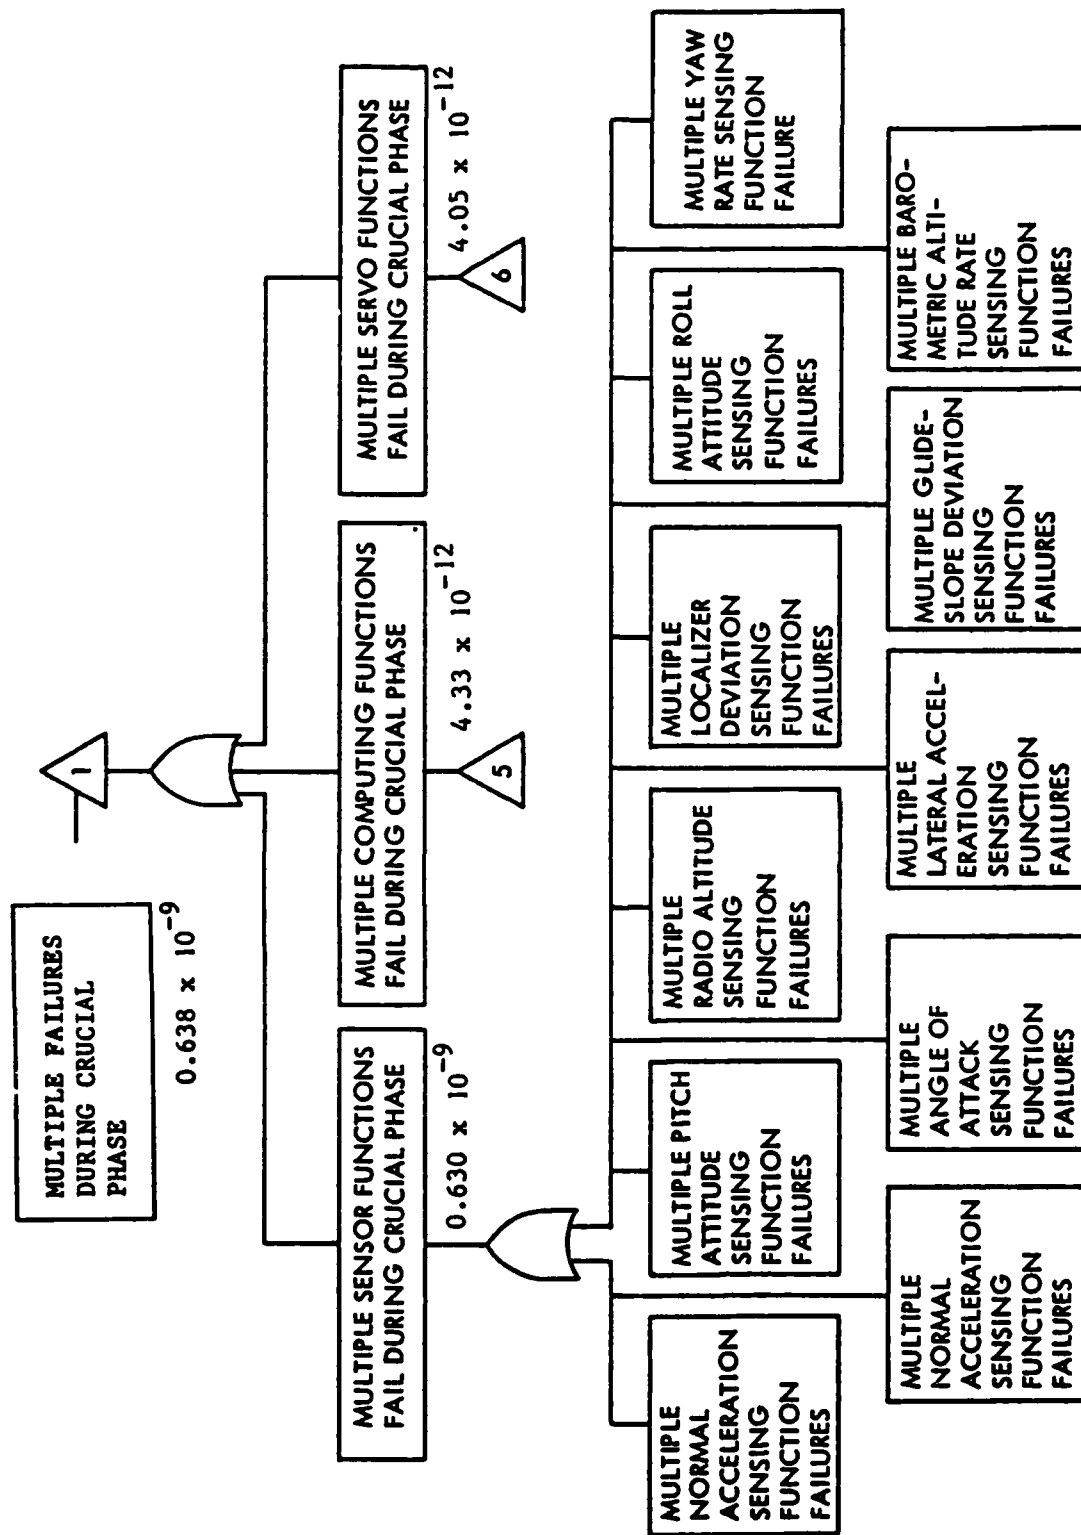 MULTIPLE FAILURES
DURING CRUCIAL
PHASE
0.638 x 10-9
1
MULTIPLE SENSOR FUNCTIONS
FAIL DURING CRUCIAL PHASE
0.630 x 10-9
MULTIPLE COMPUTING FUNCTIONS
FAIL DURING CRUCIAL PHASE
4.33 x 10-12
5
MULTIPLE SERVO FUNCTIONS
FAIL DURING CRUCIAL PHASE
4.05 x 10-12
6
MULTIPLE
NORMAL
ACCELERATION
SENSING
FUNCTION
FAILURES
MULTIPLE PITCH
ATTITUDE
SENSING
FUNCTION
FAILURES
MULTIPLE
RADIO ALTITUDE
SENSING
FUNCTION
FAILURES
MULTIPLE
LOCALIZER
DEVIATION
SENSING
FUNCTION
FAILURES
MULTIPLE ROLL
ATTITUDE
SENSING
FUNCTION
FAILURES
MULTIPLE YAW
RATE SENSING
FUNCTION
FAILURE
MULTIPLE
NORMAL
ACCELERATION
SENSING
FUNCTION
FAILURES
MULTIPLE
ANGLE OF
ATTACK
SENSING
FUNCTION
FAILURES
MULTIPLE
LATERAL ACCEL-
ERATION
SENSING
FUNCTION
FAILURES
MULTIPLE GLIDE-
SLOPE DEVIATION
SENSING
FUNCTION
FAILURES
MULTIPLE BARO-
METRIC ALTI-
TUDE RATE
SENSING
FUNCTION
FAILURES